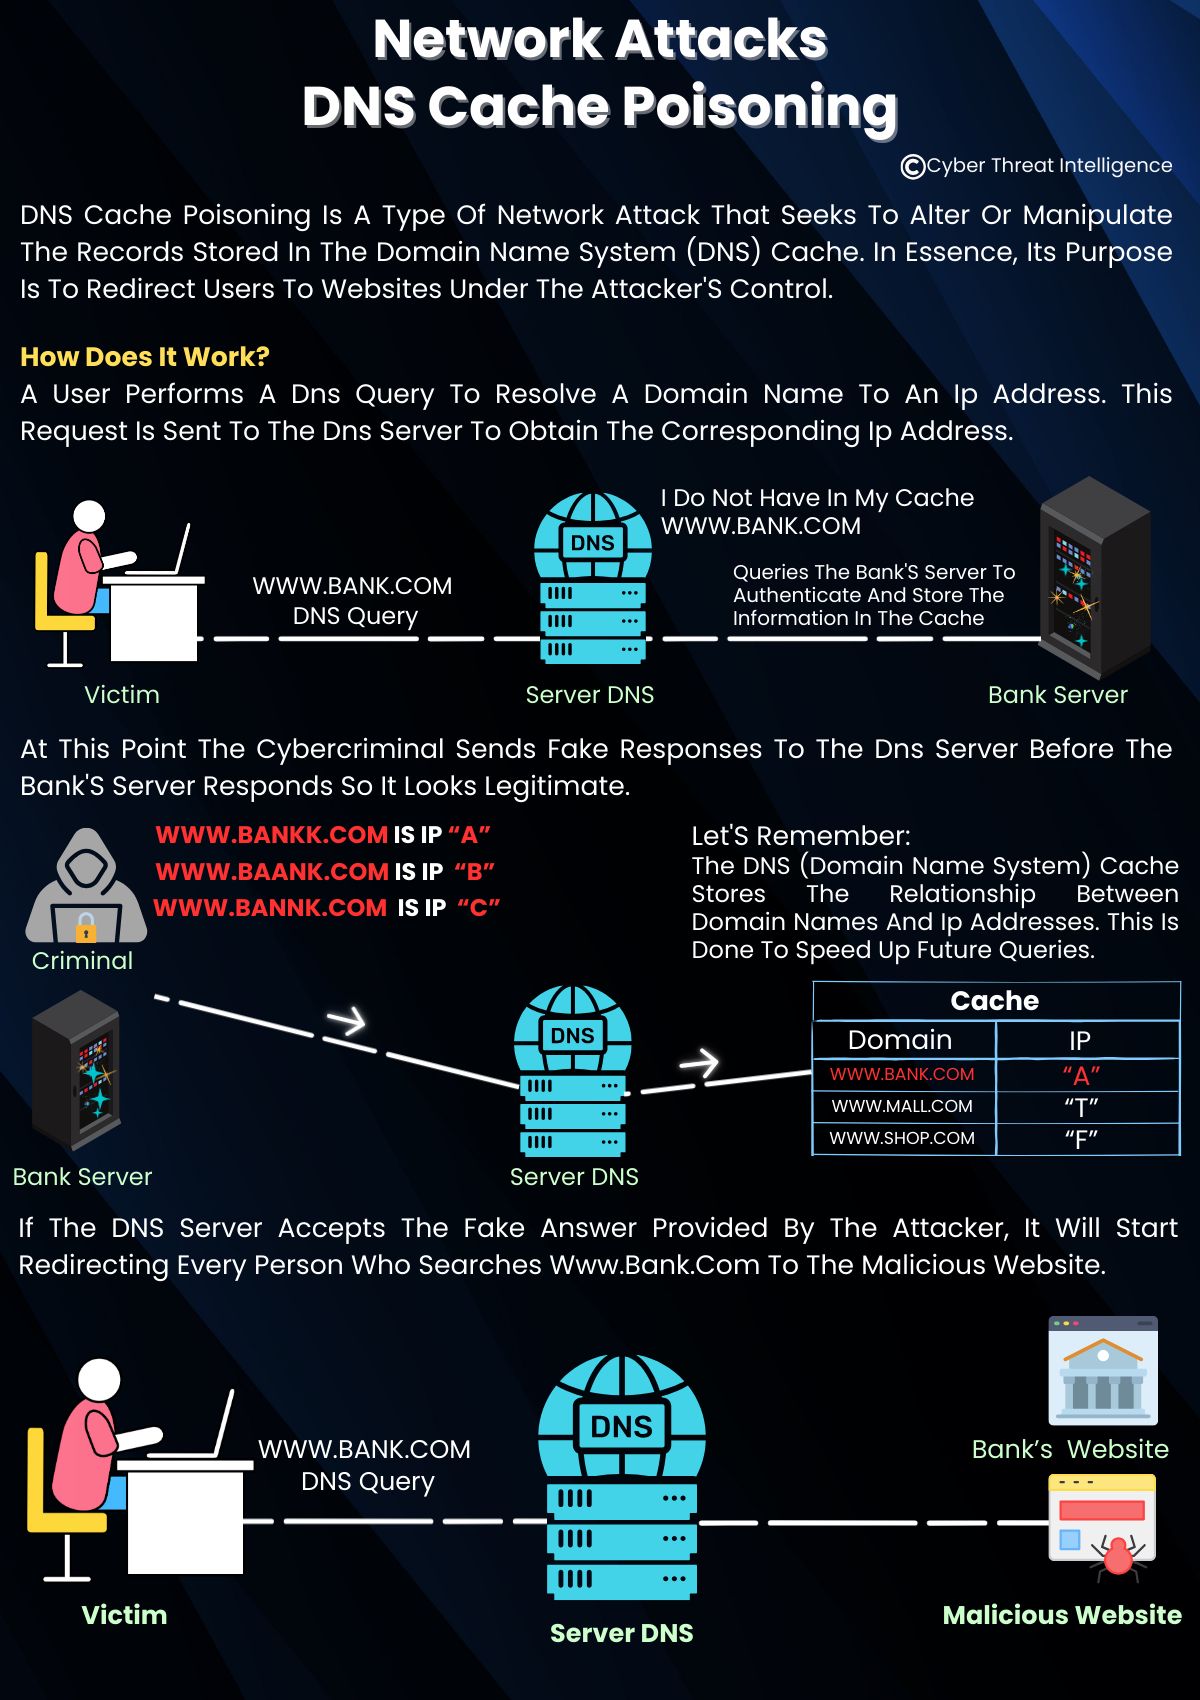 Network Attacks
DNS Cache Poisoning
©Cyber Threat Intelligence
DNS Cache Poisoning Is A Type Of Network Attack That Seeks To Alter Or Manipulate
The Records Stored In The Domain Name System (DNS) Cache. In Essence, Its Purpose
Is To Redirect Users To Websites Under The Attacker'S Control.
How Does It Work?
A User Performs A Dns Query To Resolve A Domain Name To An Ip Address. This
Request Is Sent To The Dns Server To Obtain The Corresponding Ip Address.
I Do Not Have In My Cache
WWW.BANK.COM
DNS
Queries The Bank'S Server To
Authenticate And Store The
Information In The Cache
WWW.BANK.COM
DNS Query
Victim
Server DNS
Bank Server
At This Point The Cybercriminal Sends Fake Responses To The Dns Server Before The
Bank'S Server Responds So It Looks Legitimate.
WWW.BANKK.COM IS IP “A”
WWW.BAANK.COM IS IP “B”
WWW.BANNK.COM IS IP “C”
Criminal
Let'S Remember:
The DNS (Domain Name System) Cache
Stores The Relationship Between
Domain Names And Ip Addresses. This Is
Done To Speed Up Future Queries.
DNS
Cache
Domain IP
WWW.BANK.COM “A”
WWW.MALL.COM “T”
WWW.SHOP.COM “F”
Bank Server
Server DNS
If The DNS Server Accepts The Fake Answer Provided By The Attacker, It Will Start
Redirecting Every Person Who Searches Www.Bank.Com To The Malicious Website.
WWW.BANK.COM
DNS Query
DNS
Bank’s Website
Victim
Server DNS
Malicious Website